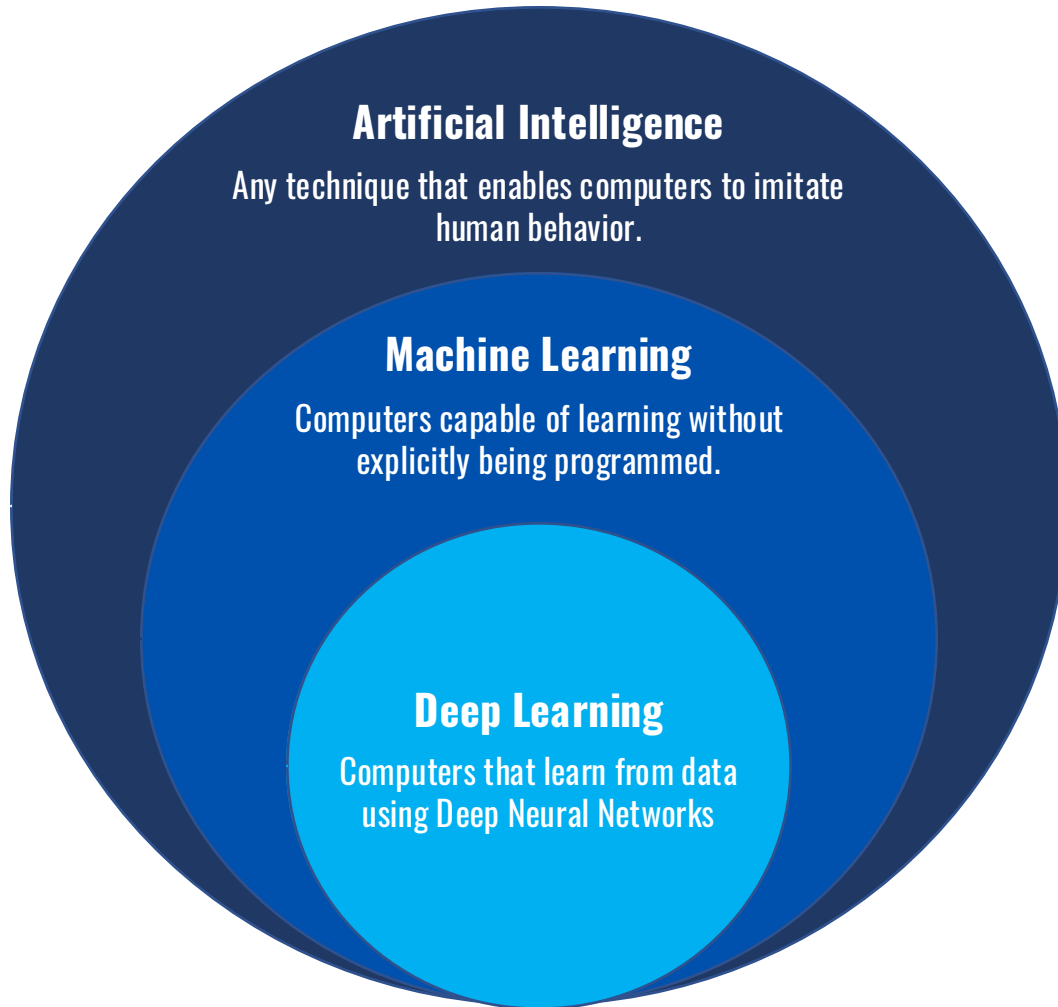 Artificial Intelligence
Any technique that enables computers to imitate
human behavior.
Machine Learning
Computers capable of learning without
explicitly being programmed.
Deep Learning
Computers that learn from data
using Deep Neural Networks